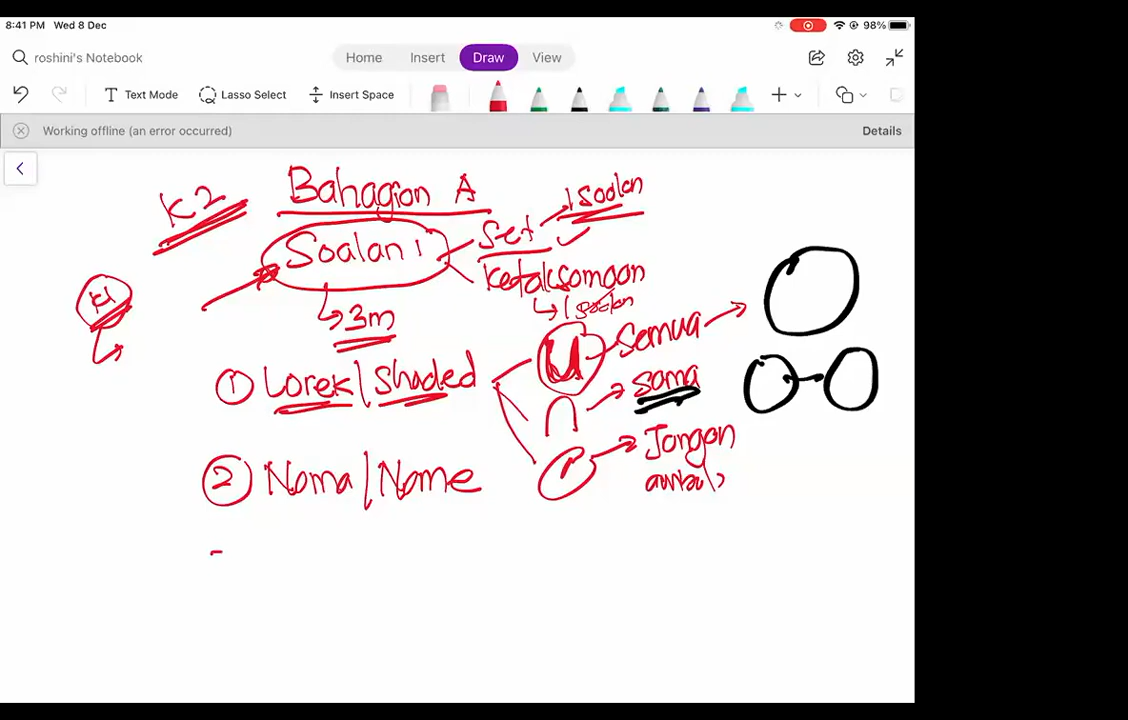 8:41 PM Wed 8 Dec
98%
roshini's Notebook
Home Insert Draw View
Text Mode Lasso Select Insert Space
Working offline (an error occurred)
Details
K2 Bahagian A
Soalan 1
Set 1 Soalan
Ketaksamaan
1 soalan
K1
3m
① Lorek/Shaded
U Semua
∩ Sama
Jangan
② Nama/Name